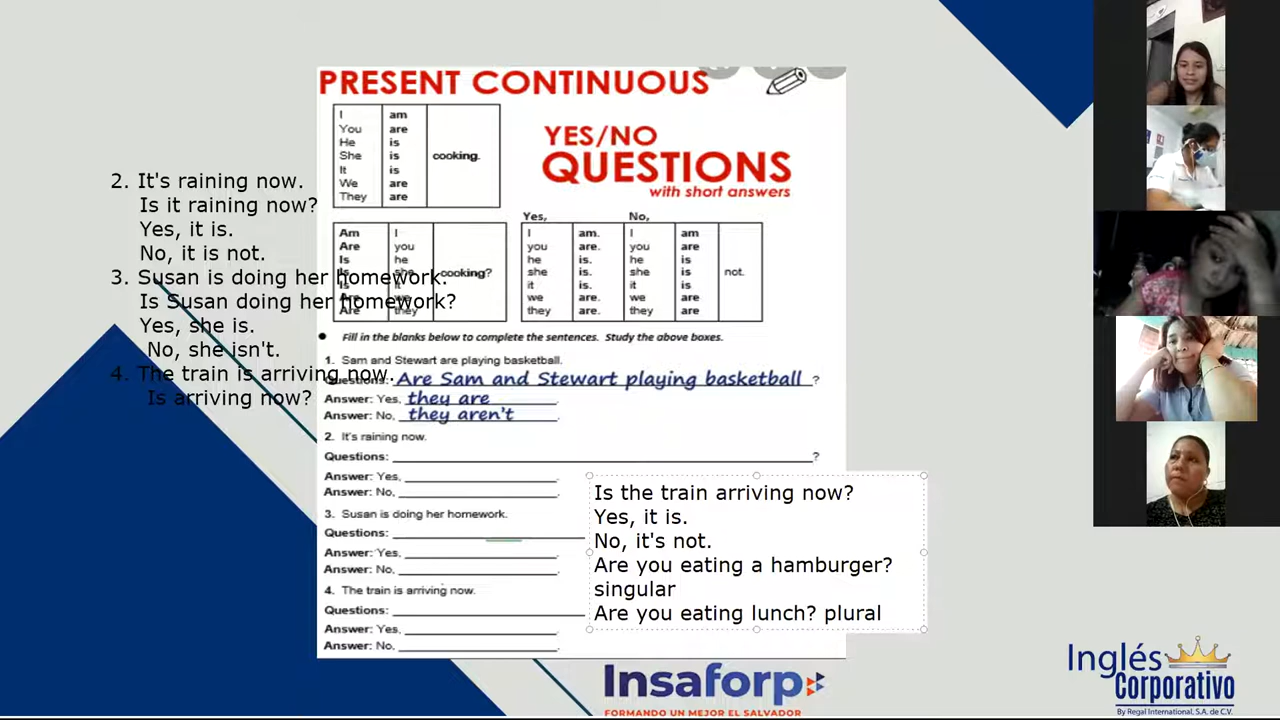 PRESENT CONTINUOUS
I am
You are
He is
She is cooking.
It is
We are
They are
YES/NO
QUESTIONS
with short answers
Am I
Are you
Is he
Is she cooking?
Is it
Are we
Are they
Yes, No,
I am. I am
you are. you are
he is. he is
she is. she is not.
it is. it is
we are. we are
they are. they are
Fill in the blanks below to complete the sentences. Study the above boxes.
1. Sam and Stewart are playing basketball.
Questions: Are Sam and Stewart playing basketball ?
Answer: Yes, they are.
Answer: No, they aren't.
2. It's raining now.
Questions: ?
Answer: Yes, .
Answer: No, .
3. Susan is doing her homework.
Questions:
Answer: Yes, .
Answer: No, .
4. The train is arriving now.
Questions:
Answer: Yes, .
Answer: No, .
2. It's raining now.
Is it raining now?
Yes, it is.
No, it is not.
3. Susan is doing her homework.
Is Susan doing her homework?
Yes, she is.
No, she isn't.
4. The train is arriving now.
Is arriving now?
Is the train arriving now?
Yes, it is.
No, it's not.
Are you eating a hamburger?
singular
Are you eating lunch? plural
Insaforp
FORMANDO UN MEJOR EL SALVADOR
Inglés
Corporativo
By Regal International, S.A. de C.V.